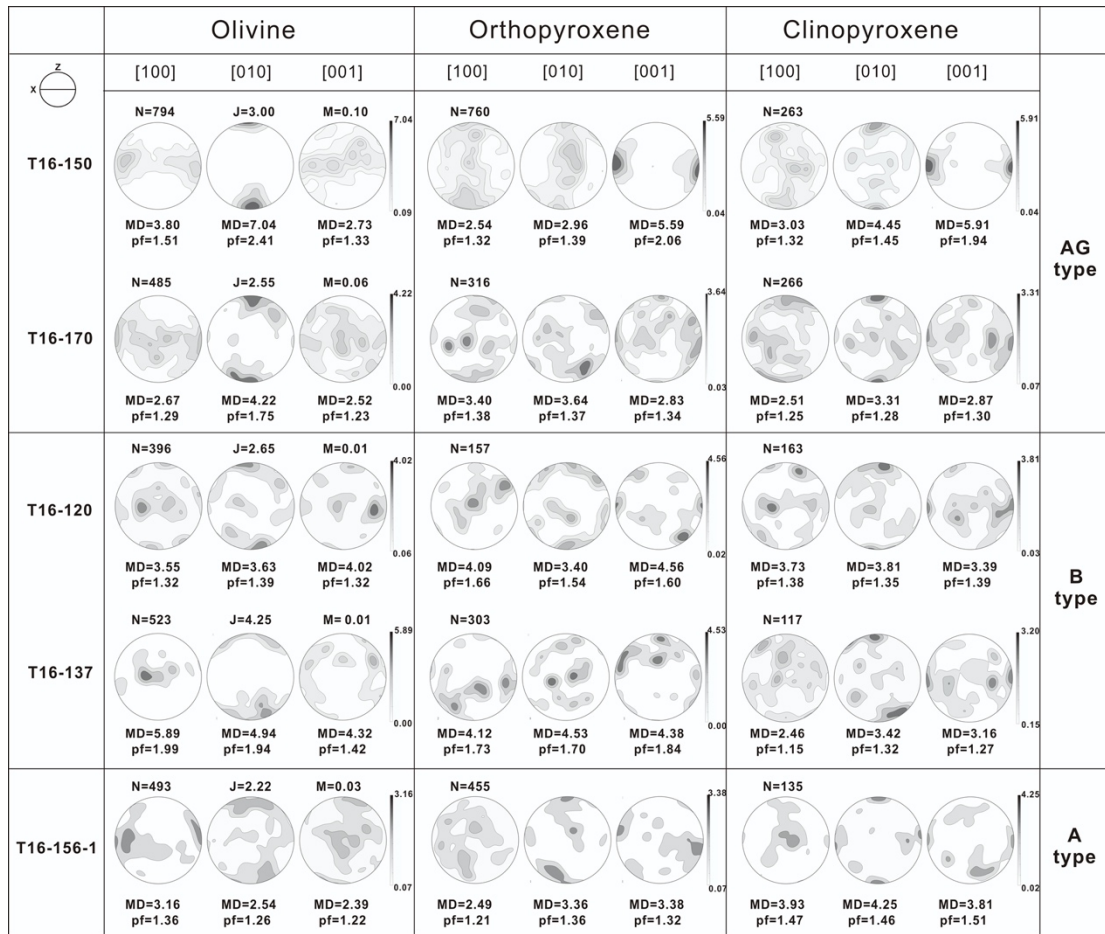 Olivine Orthopyroxene Clinopyroxene
Z
X
[100] [010] [001] [100] [010] [001] [100] [010] [001]
N=794 J=3.00 M=0.10 7.04 N=760 5.59 N=263 5.91
T16-150
0.09 0.04 0.04
MD=3.80 MD=7.04 MD=2.73 MD=2.54 MD=2.96 MD=5.59 MD=3.03 MD=4.45 MD=5.91
pf=1.51 pf=2.41 pf=1.33 pf=1.32 pf=1.39 pf=2.06 pf=1.32 pf=1.45 pf=1.94
AG
type
N=485 J=2.55 M=0.06 4.22 N=316 3.64 N=266 3.31
T16-170
0.00 0.03 0.07
MD=2.67 MD=4.22 MD=2.52 MD=3.40 MD=3.64 MD=2.83 MD=2.51 MD=3.31 MD=2.87
pf=1.29 pf=1.75 pf=1.23 pf=1.38 pf=1.37 pf=1.34 pf=1.25 pf=1.28 pf=1.30
N=396 J=2.65 M=0.01 4.02 N=157 4.56 N=163 3.81
T16-120
0.06 0.02 0.03
MD=3.55 MD=3.63 MD=4.02 MD=4.09 MD=3.40 MD=4.56 MD=3.73 MD=3.81 MD=3.39
pf=1.32 pf=1.39 pf=1.32 pf=1.66 pf=1.54 pf=1.60 pf=1.38 pf=1.35 pf=1.39
B
type
N=523 J=4.25 M= 0.01 5.89 N=303 4.53 N=117 3.20
T16-137
0.00 0.00 0.15
MD=5.89 MD=4.94 MD=4.32 MD=4.12 MD=4.53 MD=4.38 MD=2.46 MD=3.42 MD=3.16
pf=1.99 pf=1.94 pf=1.42 pf=1.73 pf=1.70 pf=1.84 pf=1.15 pf=1.32 pf=1.27
N=493 J=2.22 M=0.03 3.16 N=455 3.38 N=135 4.25
T16-156-1
A
type
0.07 0.07 0.02
MD=3.16 MD=2.54 MD=2.39 MD=2.49 MD=3.36 MD=3.38 MD=3.93 MD=4.25 MD=3.81
pf=1.36 pf=1.26 pf=1.22 pf=1.21 pf=1.36 pf=1.32 pf=1.47 pf=1.46 pf=1.51